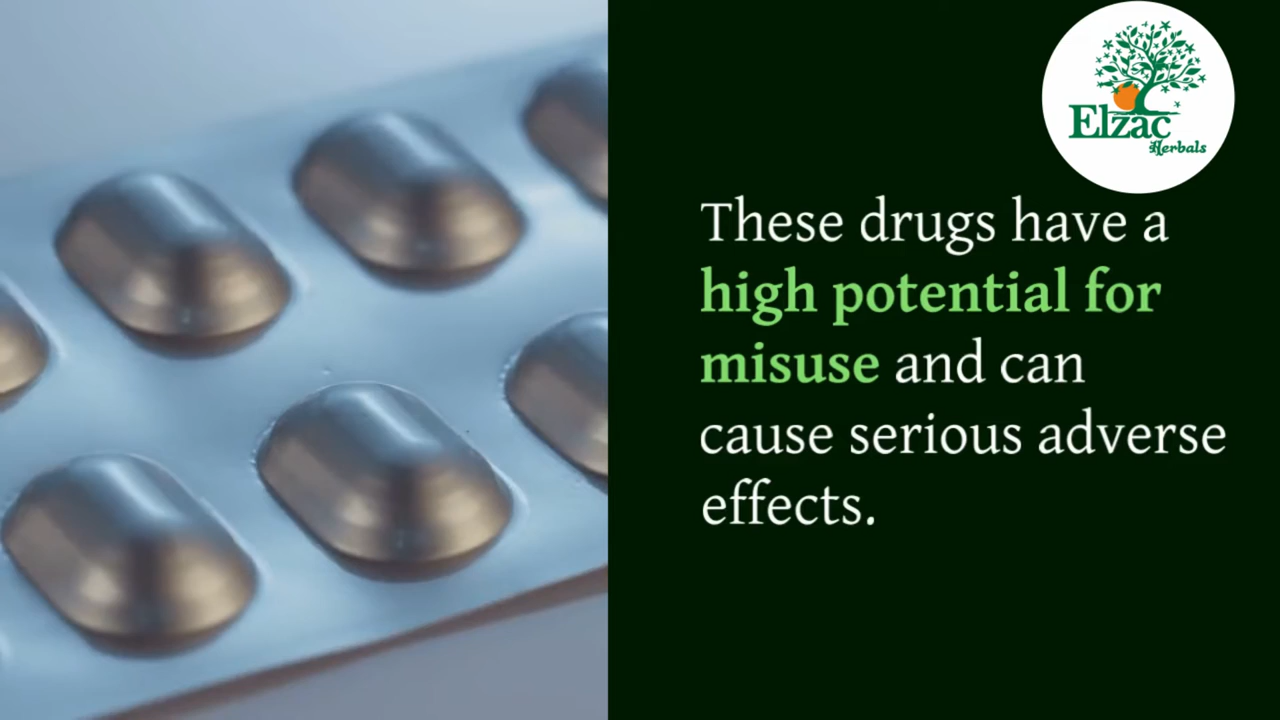 Elzac
Herbals
These drugs have a
high potential for
misuse and can
cause serious adverse
effects.